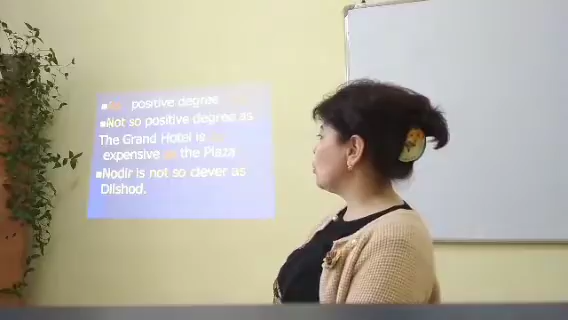 positive degree
Not so positive degree as
The Grand Hotel is
expensive the Plaza
Nodir is not so clever as
Dilshod.